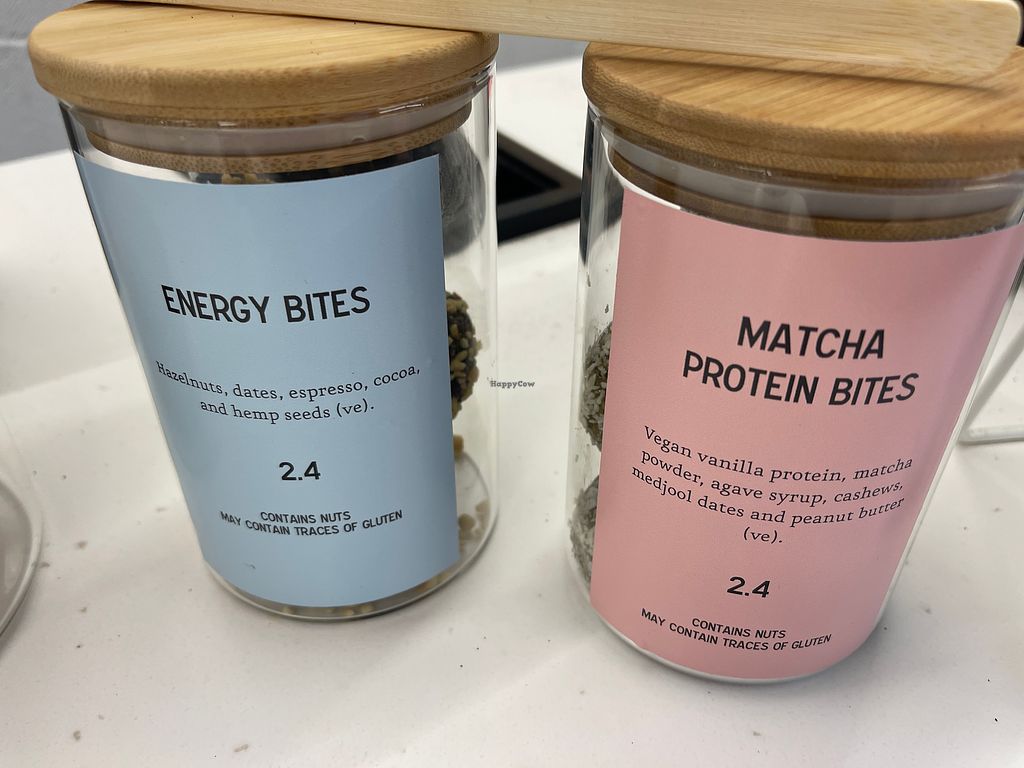 ENERGY BITES
Hazelnuts, dates, espresso, cocoa,
and hemp seeds (ve).
2.4
CONTAINS NUTS
MAY CONTAIN TRACES OF GLUTEN
HappyCow
MATCHA
PROTEIN BITES
Vegan vanilla protein, matcha
powder, agave syrup, cashews,
medjool dates and peanut butter
(ve).
2.4
CONTAINS NUTS
MAY CONTAIN TRACES OF GLUTEN